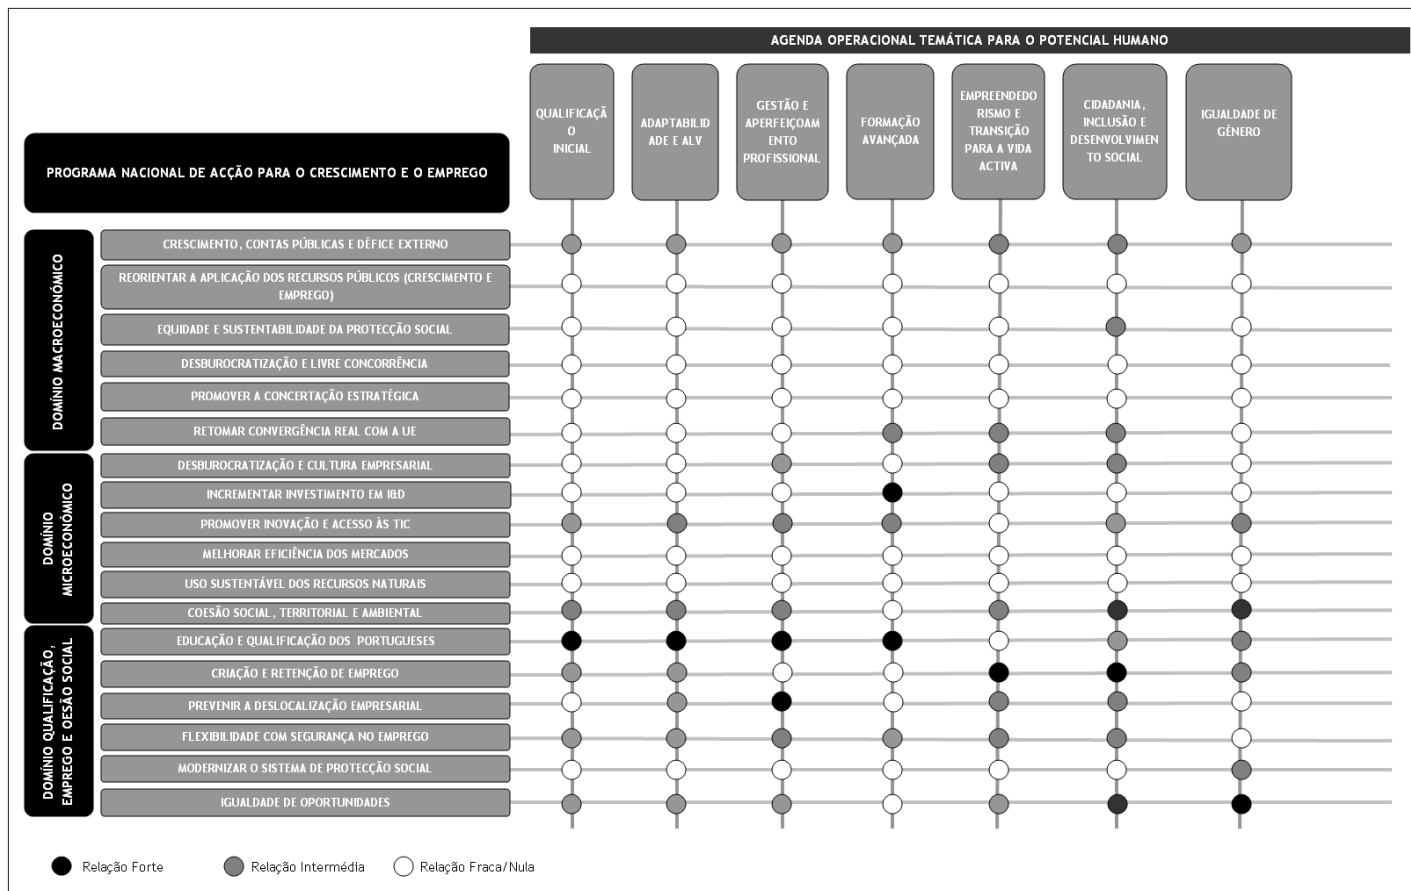 AGENDA OPERACIONAL TEMÁTICA PARA O POTENCIAL HUMANO
QUALIFICAÇÃ
O
INICIAL
ADAPTABILID
ADE E ALV
GESTÃO E
APERFEIÇOAM
ENTO
PROFISSIONAL
FORMAÇÃO
AVANÇADA
EMPREENDEDO
RISMO E
TRANSIÇÃO
PARA A VIDA
ACTIVA
CIDADANIA,
INCLUSÃO E
DESENVOLVIMEN
TO SOCIAL
IGUALDADE DE
GÉNERO
PROGRAMA NACIONAL DE ACÇÃO PARA O CRESCIMENTO E O EMPREGO
DOMÍNIO MACROECONÓMICO
CRESCIMENTO, CONTAS PÚBLICAS E DÉFICE EXTERNO
REORIENTAR A APLICAÇÃO DOS RECURSOS PÚBLICOS (CRESCIMENTO E
EMPREGO)
EQUIDADE E SUSTENTABILIDADE DA PROTECÇÃO SOCIAL
DESBUROCRATIZAÇÃO E LIVRE CONCORRÊNCIA
PROMOVER A CONCERTAÇÃO ESTRATÉGICA
RETOMAR CONVERGÊNCIA REAL COM A UE
DOMÍNIO
MICROECONÓMICO
DESBUROCRATIZAÇÃO E CULTURA EMPRESARIAL
INCREMENTAR INVESTIMENTO EM I&D
PROMOVER INOVAÇÃO E ACESSO ÀS TIC
MELHORAR EFICIÊNCIA DOS MERCADOS
USO SUSTENTÁVEL DOS RECURSOS NATURAIS
COESÃO SOCIAL, TERRITORIAL E AMBIENTAL
DOMÍNIO QUALIFICAÇÃO,
EMPREGO E OESÃO SOCIAL
EDUCAÇÃO E QUALIFICAÇÃO DOS PORTUGUESES
CRIAÇÃO E RETENÇÃO DE EMPREGO
PREVENIR A DESLOCALIZAÇÃO EMPRESARIAL
FLEXIBILIDADE COM SEGURANÇA NO EMPREGO
MODERNIZAR O SISTEMA DE PROTECÇÃO SOCIAL
IGUALDADE DE OPORTUNIDADES
Relação Forte
Relação Intermédia
Relação Fraca/Nula